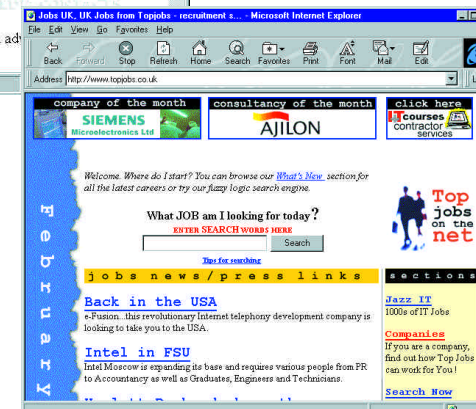 Jobs UK, UK Jobs from Topjobs - recruitment s... - Microsoft Internet Explorer
File Edit View Go Favorites Help
Back Forward Stop Refresh Home Search Favorites Print Font Mail Edit
Address http://www.topjobs.co.uk
company of the month
SIEMENS
Microelectronics Ltd
consultancy of the month
AJILON
click here
ITcourses
contractor
services
February
Welcome. Where do I start? You can browse our What's New section for
all the latest careers or try our fuzzy logic search engine.
What JOB am I looking for today?
ENTER SEARCH WORDS HERE
Search
Tips for searching
Top
jobs
on the
net
jobs news/press links
Back in the USA
e-Fusion...this revolutionary Internet telephony development company is
looking to take you to the USA.
Intel in FSU
Intel Moscow is expanding its base and requires various people from PR
to Accountancy as well as Graduates, Engineers and Technicians.
sections
Jazz IT
1000s of IT Jobs
Companies
If you are a company,
find out how Top Jobs
can work for You!
Search Now